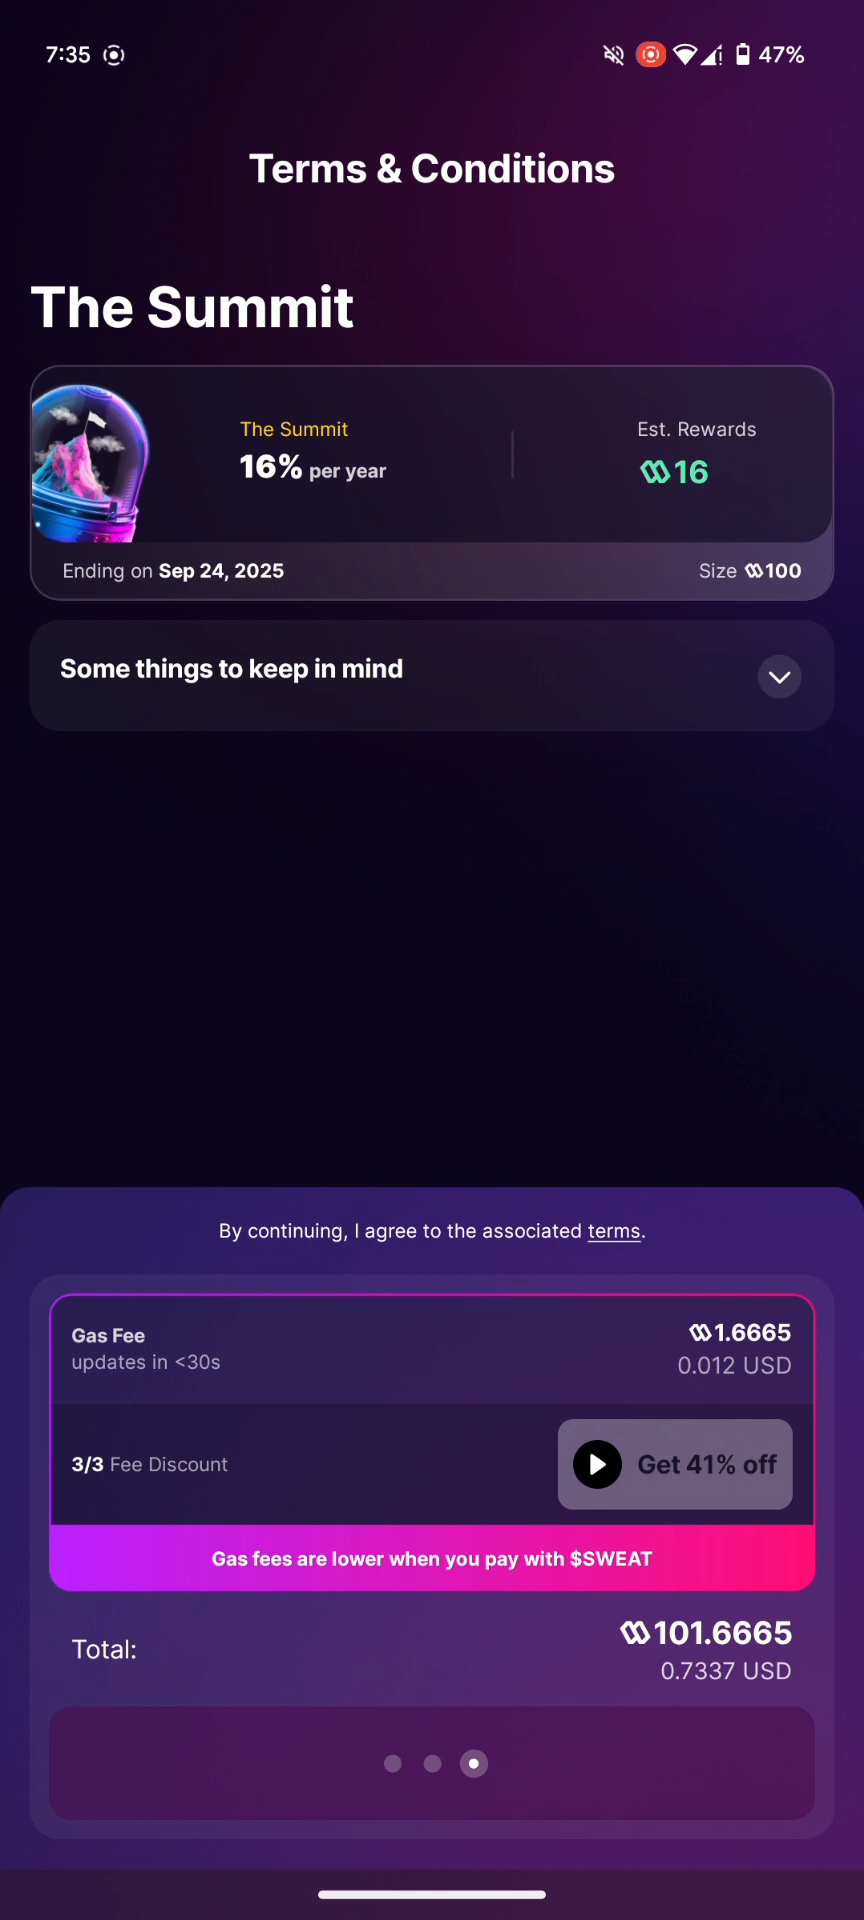 7:35
47%
Terms & Conditions
The Summit
The Summit
16% per year
Est. Rewards
16
Ending on Sep 24, 2025
Size 100
Some things to keep in mind
By continuing, I agree to the associated terms.
Gas Fee
updates in <30s
1.6665
0.012 USD
3/3 Fee Discount
Get 41% off
Gas fees are lower when you pay with $SWEAT
Total:
101.6665
0.7337 USD